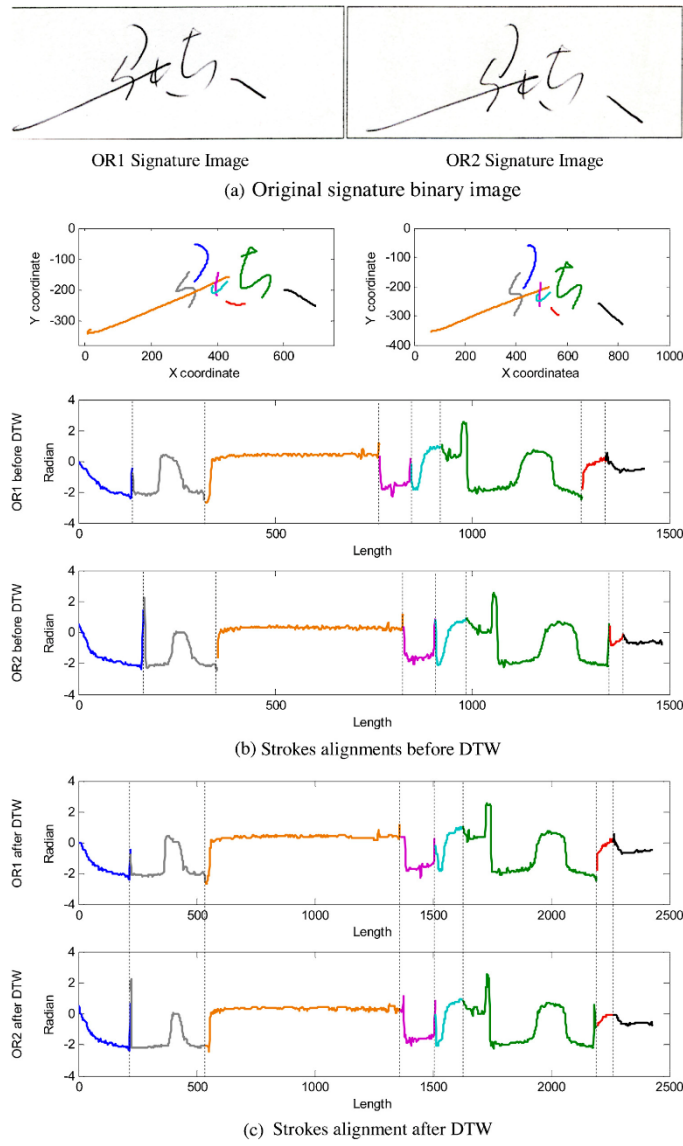 OR1 Signature Image OR2 Signature Image
(a) Original signature binary image
0
-100
-200
-300
Y coordinate
0 200 400 600
X coordinate
0
-100
-200
-300
-400
Y coordinate
0 200 400 600 800 1000
X coordinatea
OR1 before DTW
Radian
4
2
0
-2
-4
0 500 1000 1500
Length
OR2 before DTW
Radian
4
2
0
-2
-4
0 500 1000 1500
Length
(b) Strokes alignments before DTW
OR1 after DTW
Radian
4
2
0
-2
-4
0 500 1000 1500 2000 2500
OR2 after DTW
Radian
4
2
0
-2
-4
0 500 1000 1500 2000 2500
Length
(c) Strokes alignment after DTW